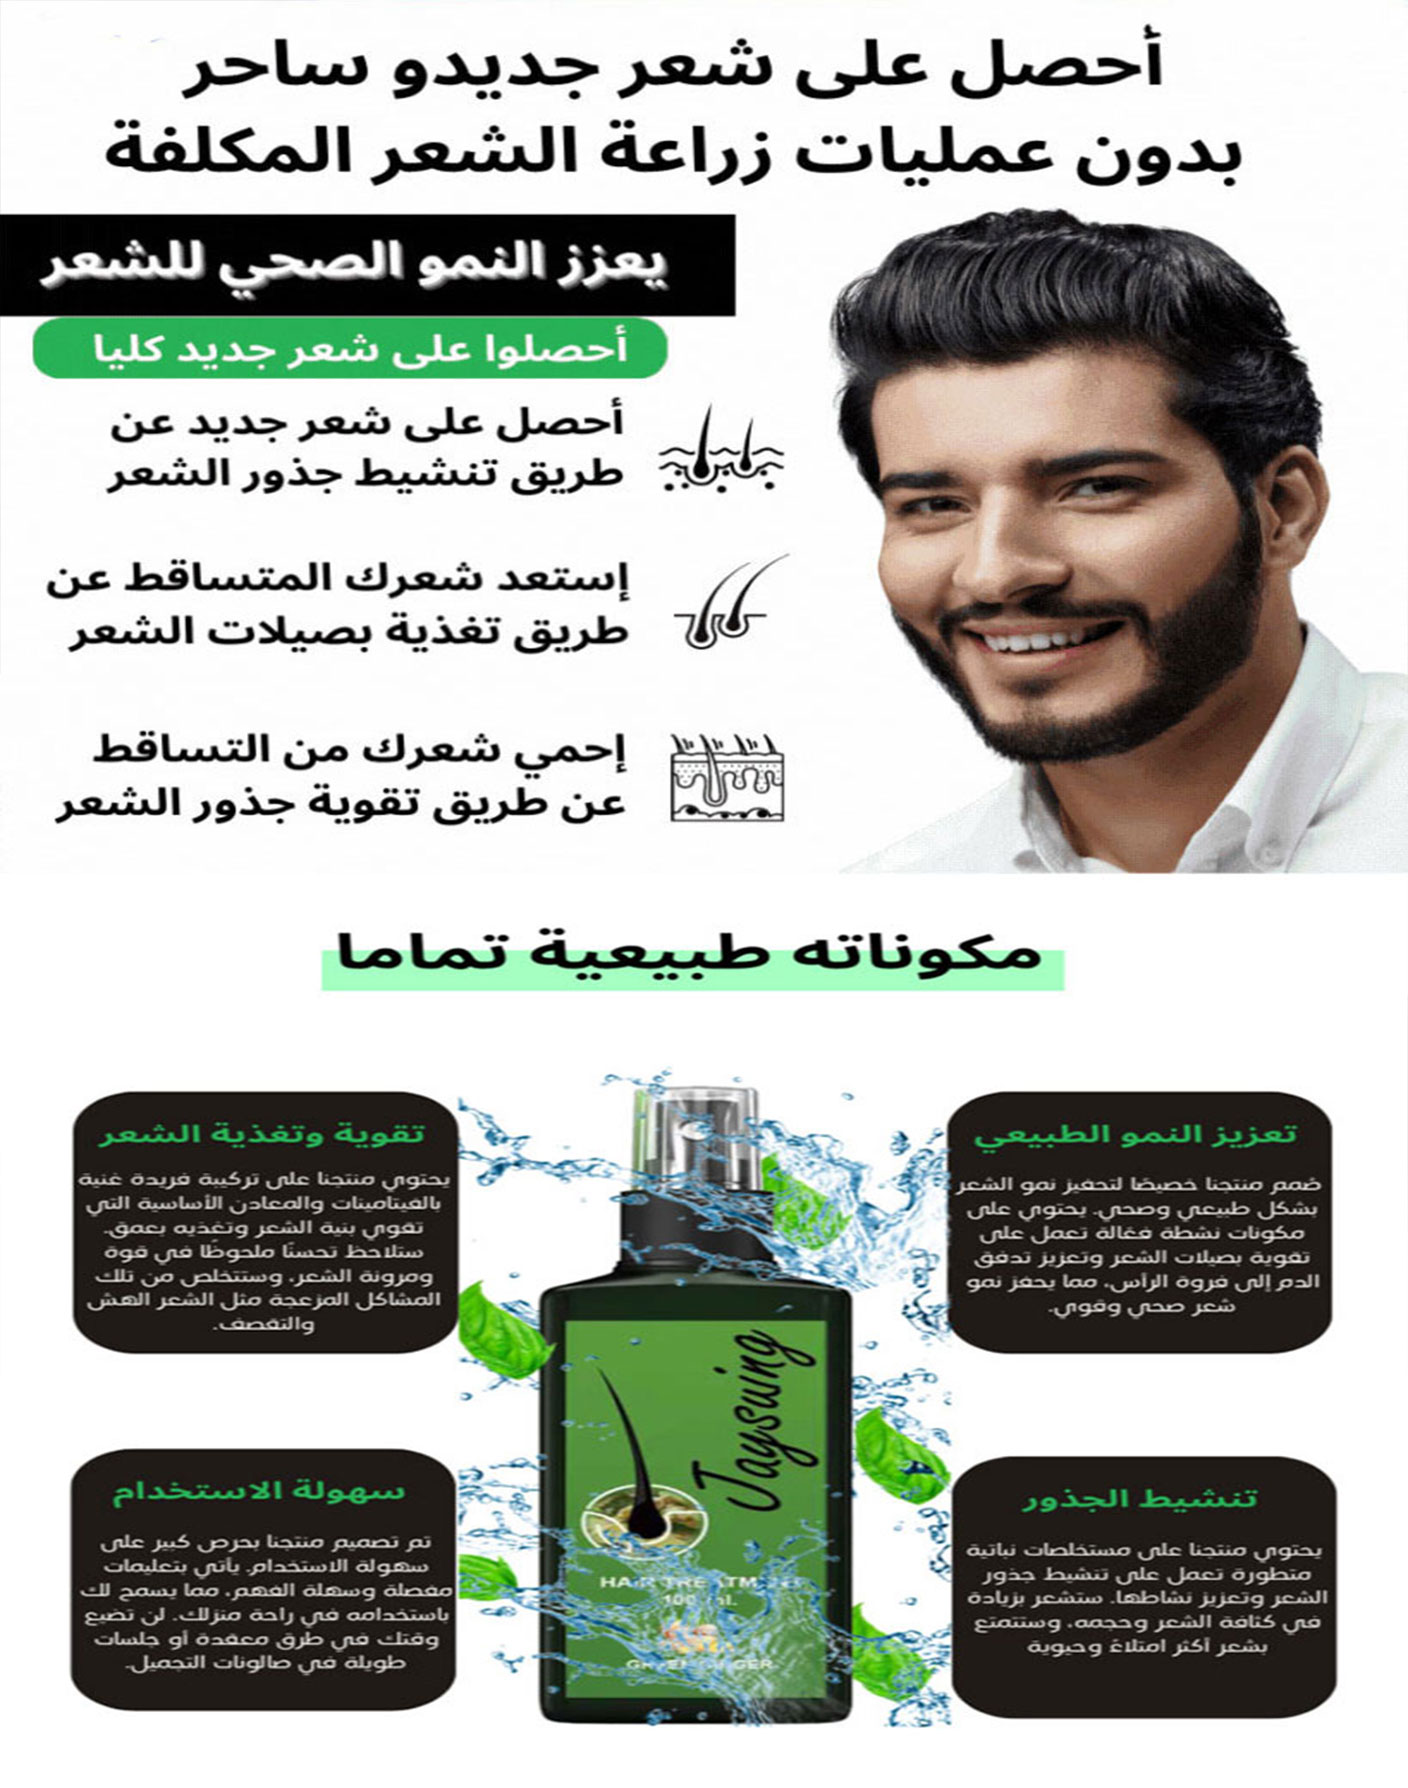 أحصل على شعر جديدو ساحر
بدون عمليات زراعة الشعر المكلفة
يعزز النمو الصحي للشعر
أحصلوا على شعر جديد كليا
أحصل على شعر جديد عن
طريق تنشيط جذور الشعر
إستعد شعرك المتساقط عن
طريق تغذية بصيلات الشعر
إحمي شعرك من التساقط
عن طريق تقوية جذور الشعر
مكوناته طبيعية تماما
تعزيز النمو الطبيعي
صُمم منتجنا خصيصًا لتحفيز نمو الشعر
بشكل طبيعي وصحي. يحتوي على
مكونات نشطة فعّالة تعمل على
تقوية بصيلات الشعر وتعزيز تدفق
الدم إلى فروة الرأس، مما يحفز نمو
شعر صحي وقوي.
تقوية وتغذية الشعر
يحتوي منتجنا على تركيبة فريدة غنية
بالفيتامينات والمعادن الأساسية التي
تقوي بنية الشعر وتغذيه بعمق.
ستلاحظ تحسنًا ملحوظًا في قوة
ومرونة الشعر، وستتخلص من تلك
المشاكل المزعجة مثل الشعر الهش
والتقصف.
Jayswing
HAIR TREATMENT
100 ml.
GREEN GINGER
تنشيط الجذور
يحتوي منتجنا على مستخلصات نباتية
متطورة تعمل على تنشيط جذور
الشعر وتعزيز نشاطها. ستشعر بزيادة
في كثافة الشعر وحجمه، وستتمتع
بشعر أكثر امتلاءً وحيوية
سهولة الاستخدام
تم تصميم منتجنا بحرص كبير على
سهولة الاستخدام. يأتي بتعليمات
مفصلة وسهلة الفهم، مما يسمح لك
باستخدامه في راحة منزلك. لن تضيع
وقتك في طرق معقدة أو جلسات
طويلة في صالونات التجميل.